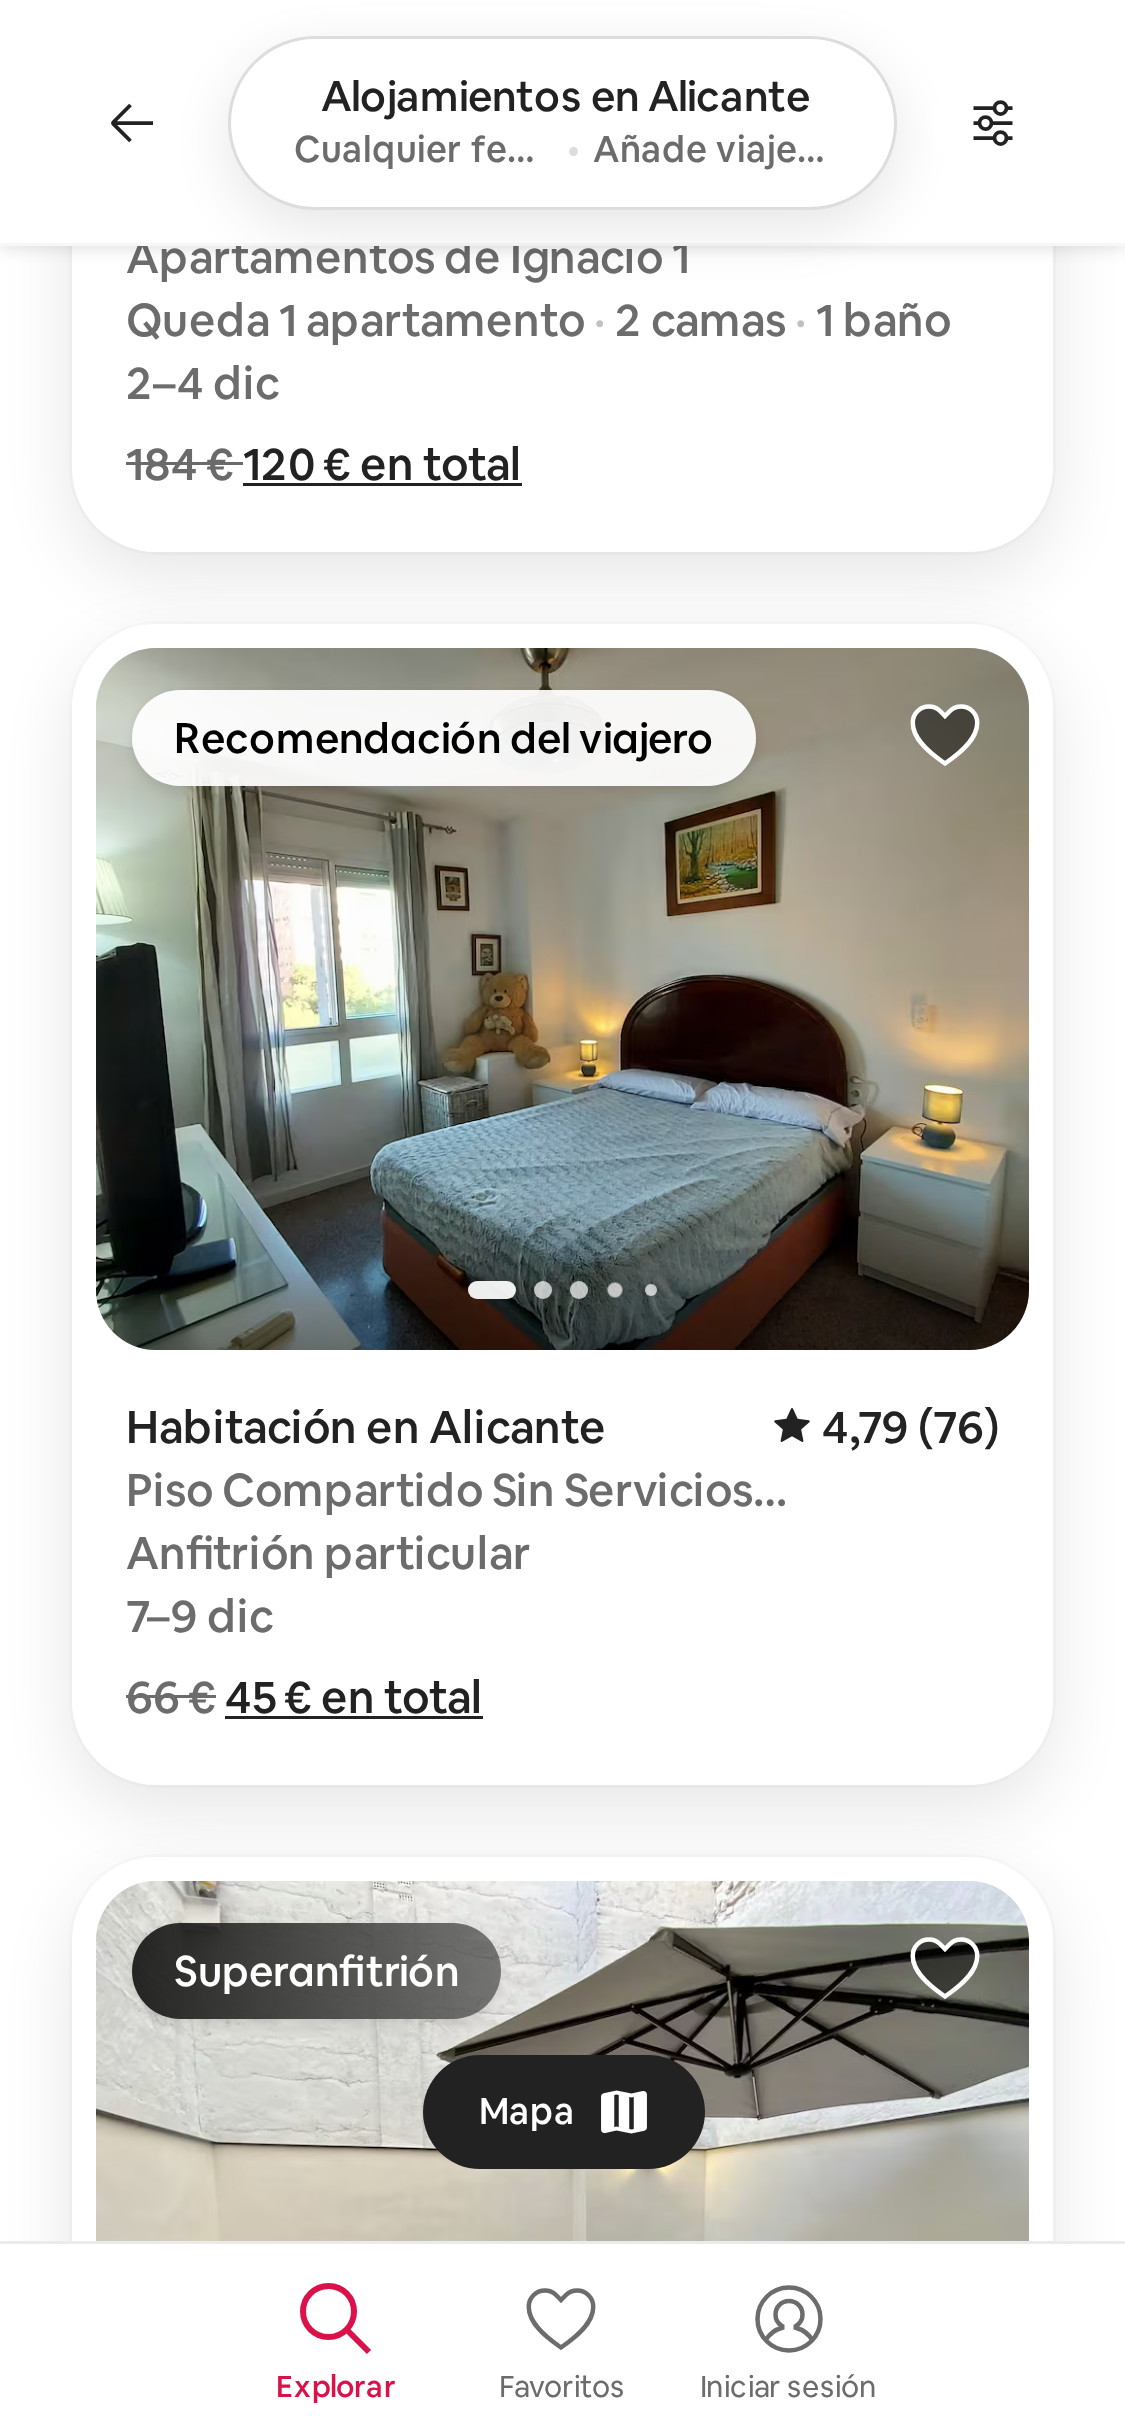 Alojamientos en Alicante
Cualquier fe... • Añade viaje...
Apartamentos de Ignacio 1
Queda 1 apartamento · 2 camas · 1 baño
2–4 dic
184 € 120 € en total
Recomendación del viajero
Habitación en Alicante ★ 4,79 (76)
Piso Compartido Sin Servicios...
Anfitrión particular
7–9 dic
66 € 45 € en total
Superanfitrión
Mapa
Explorar Favoritos Iniciar sesión